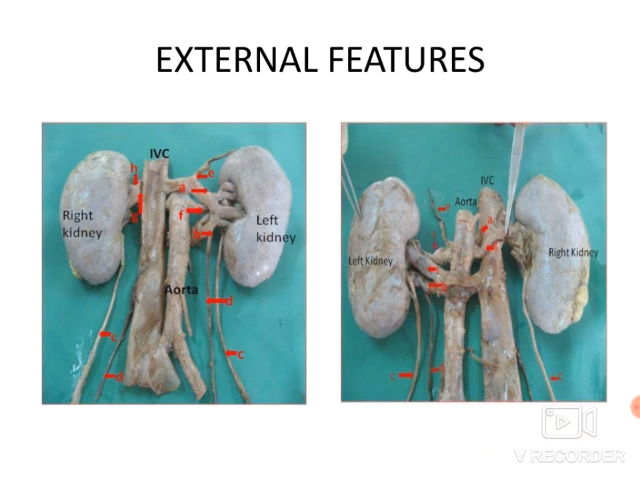 EXTERNAL FEATURES
IVC
h
e
a
g
f
Right
kidney
Left
kidney
b
Aorta
d
c
c
d
IVC
Aorta
e
a
Left Kidney
Right Kidney
b
c
c
V RECORDER